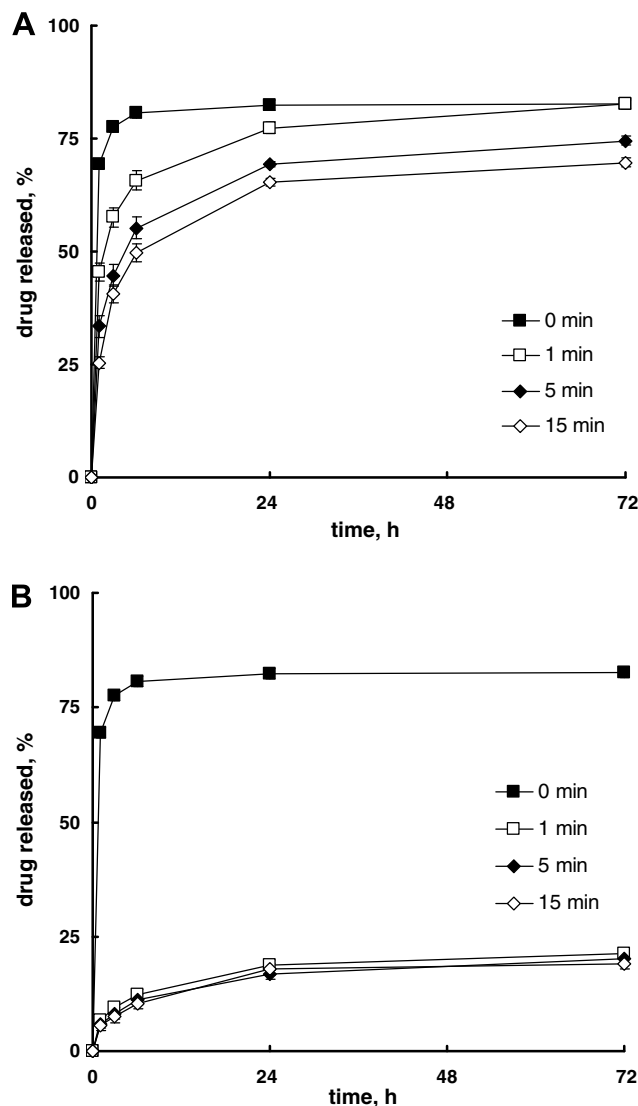 A
100
75
50
25
0
drug released, %
0 min
1 min
5 min
15 min
0 24 48 72
time, h
B
100
75
50
25
0
drug released, %
0 min
1 min
5 min
15 min
0 24 48 72
time, h